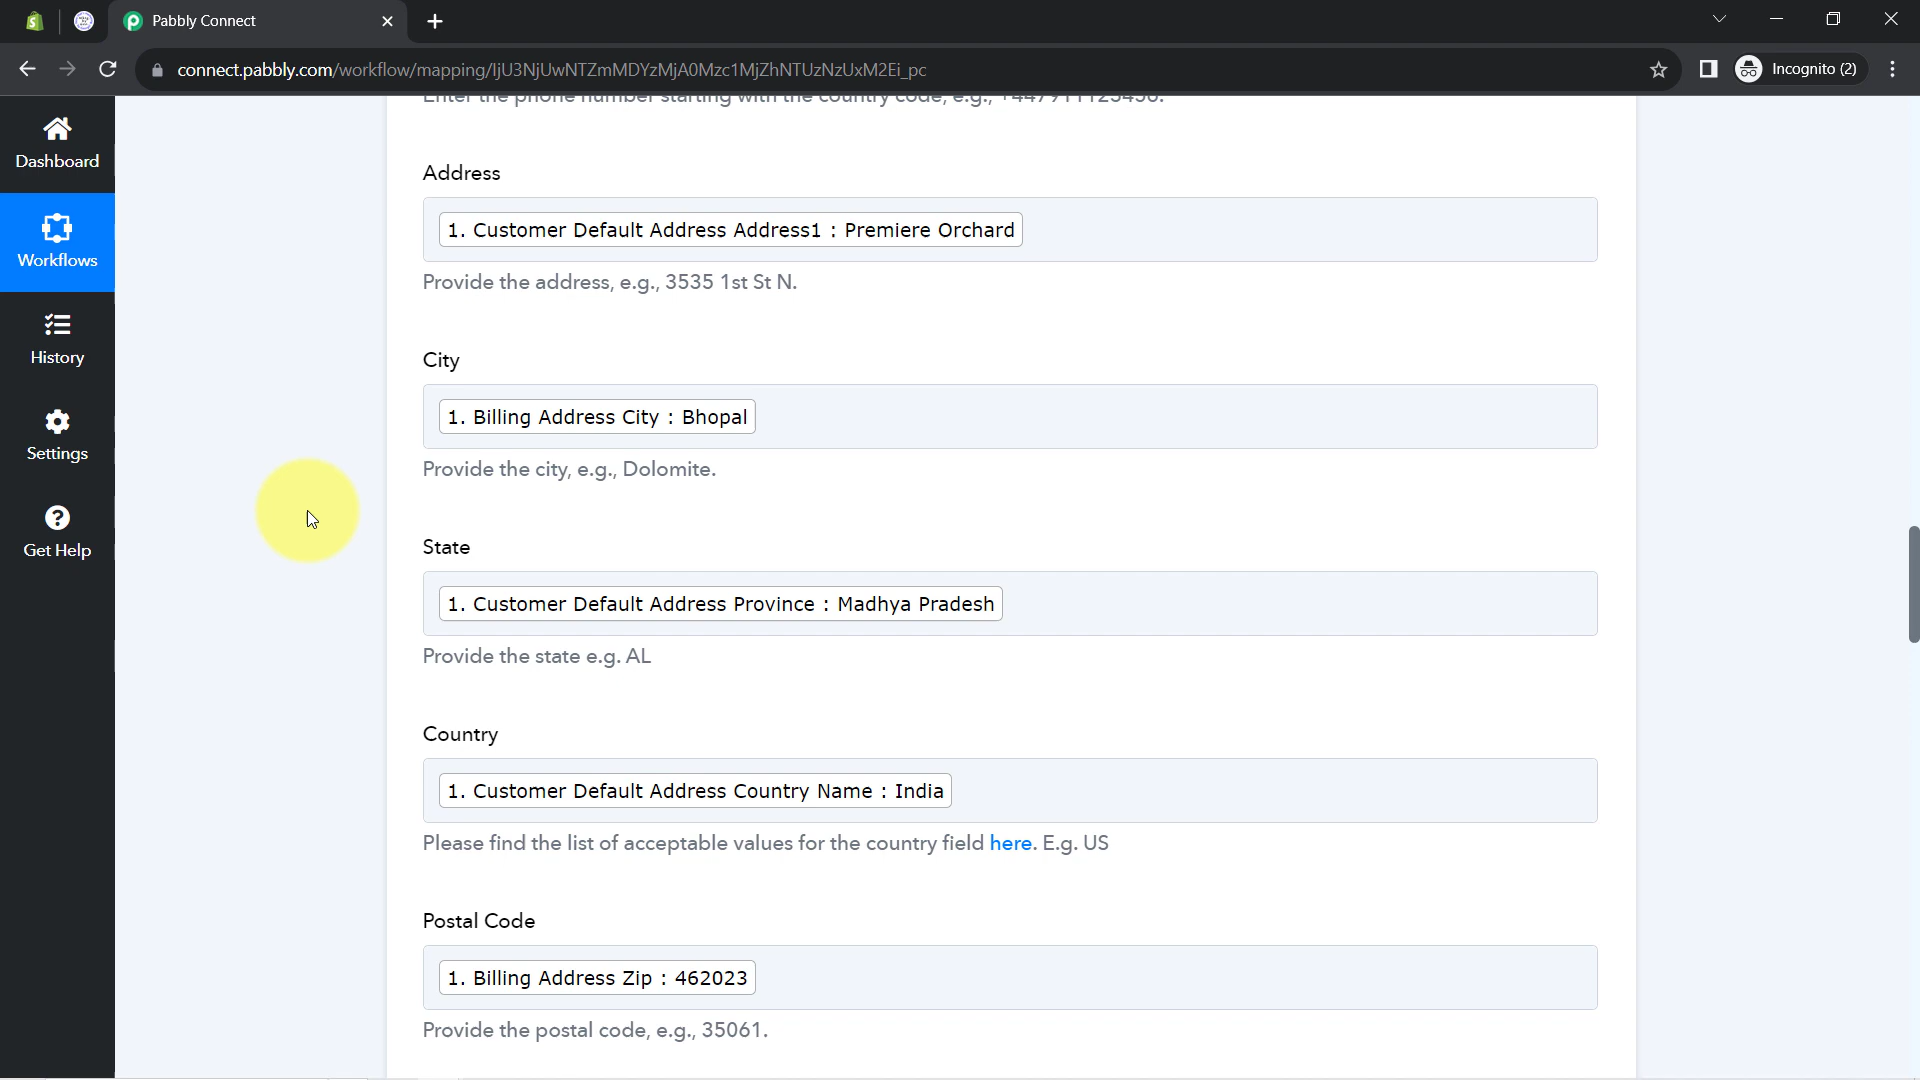 Pabbly Connect
connect.pabbly.com/workflow/mapping/IjU3NjUwNTZmMDYzMjA0Mzc1MjZhNTUzNzUxM2Ei_pc
Incognito (2)
Enter the phone number starting with the country code, e.g., +447911123456.
Dashboard
Workflows
History
Settings
Get Help
Address
1. Customer Default Address Address1 : Premiere Orchard
Provide the address, e.g., 3535 1st St N.
City
1. Billing Address City : Bhopal
Provide the city, e.g., Dolomite.
State
1. Customer Default Address Province : Madhya Pradesh
Provide the state e.g. AL
Country
1. Customer Default Address Country Name : India
Please find the list of acceptable values for the country field here. E.g. US
Postal Code
1. Billing Address Zip : 462023
Provide the postal code, e.g., 35061.